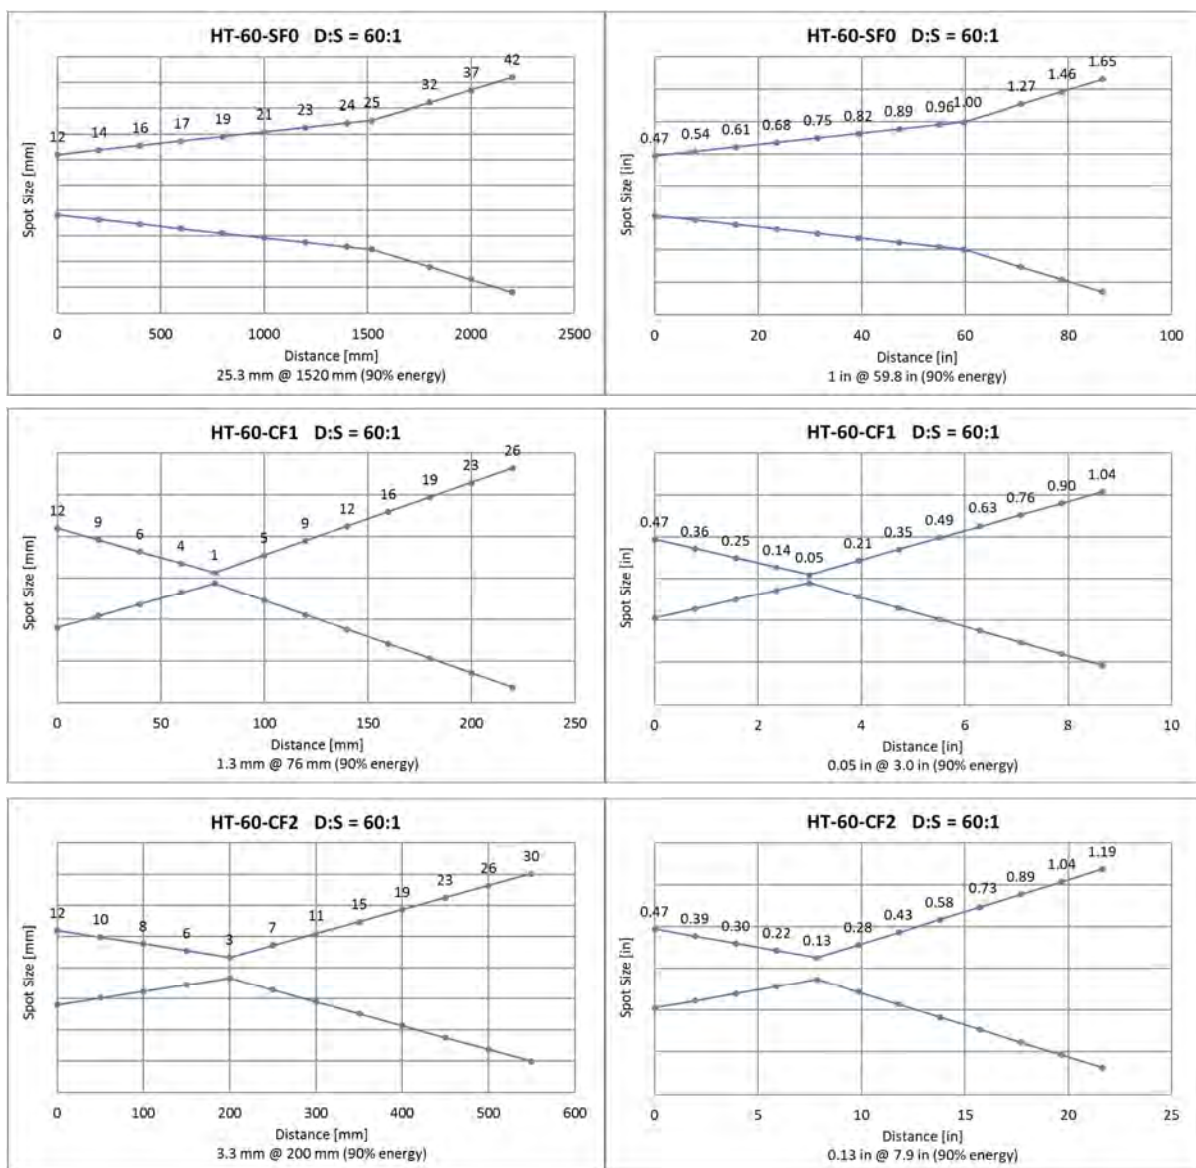 HT-60-SF0 D:S = 60:1
Spot Size [mm]
12 14 16 17 19 21 23 24 25 32 37 42
0 500 1000 1500 2000 2500
Distance [mm]
25.3 mm @ 1520 mm (90% energy)
HT-60-SF0 D:S = 60:1
Spot Size [in]
0.47 0.54 0.61 0.68 0.75 0.82 0.89 0.96 1.00 1.27 1.46 1.65
0 20 40 60 80 100
Distance [in]
1 in @ 59.8 in (90% energy)
HT-60-CF1 D:S = 60:1
Spot Size [mm]
12 9 6 4 1 5 9 12 16 19 23 26
0 50 100 150 200 250
Distance [mm]
1.3 mm @ 76 mm (90% energy)
HT-60-CF1 D:S = 60:1
Spot Size [in]
0.47 0.36 0.25 0.14 0.05 0.21 0.35 0.49 0.63 0.76 0.90 1.04
0 2 4 6 8 10
Distance [in]
0.05 in @ 3.0 in (90% energy)
HT-60-CF2 D:S = 60:1
Spot Size [mm]
12 10 8 6 3 7 11 15 19 23 26 30
0 100 200 300 400 500 600
Distance [mm]
3.3 mm @ 200 mm (90% energy)
HT-60-CF2 D:S = 60:1
Spot Size [in]
0.47 0.39 0.30 0.22 0.13 0.28 0.43 0.58 0.73 0.89 1.04 1.19
0 5 10 15 20 25
Distance [in]
0.13 in @ 7.9 in (90% energy)